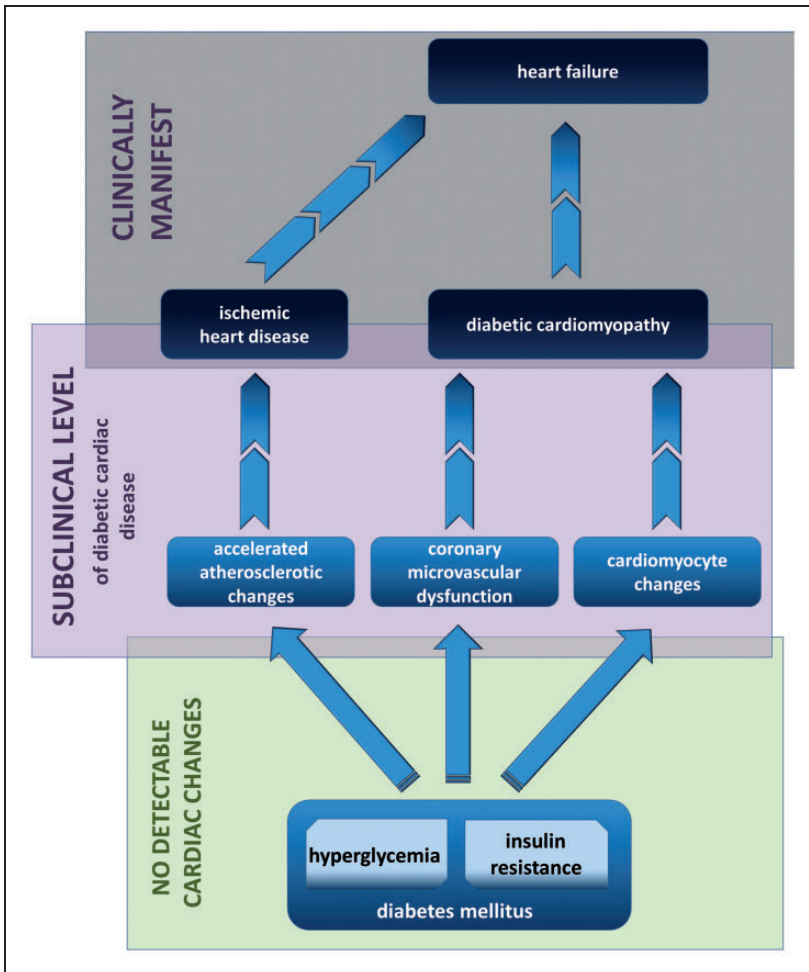 heart failure
CLINICALLY
MANIFEST
ischemic
heart disease
diabetic cardiomyopathy
SUBCLINICAL LEVEL
of diabetic cardiac
disease
accelerated
atherosclerotic
changes
coronary
microvascular
dysfunction
cardiomyocyte
changes
NO DETECTABLE
CARDIAC CHANGES
hyperglycemia
insulin
resistance
diabetes mellitus